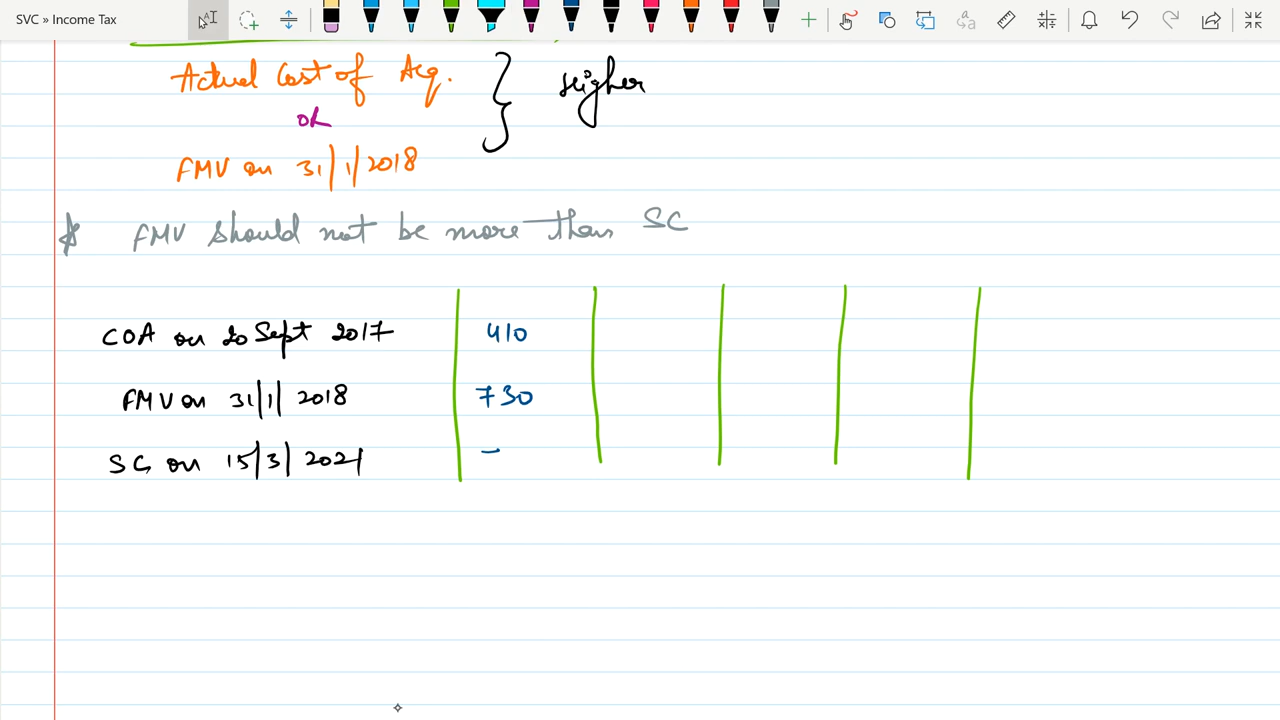 SVC » Income Tax
Actual Cost of Acq.
OR
Higher
FMV on 31/1/2018
FMV should not be more than SC
COA on 20 Sept 2017 410
FMV on 31/1/2018 730
SC on 15/3/2021 -